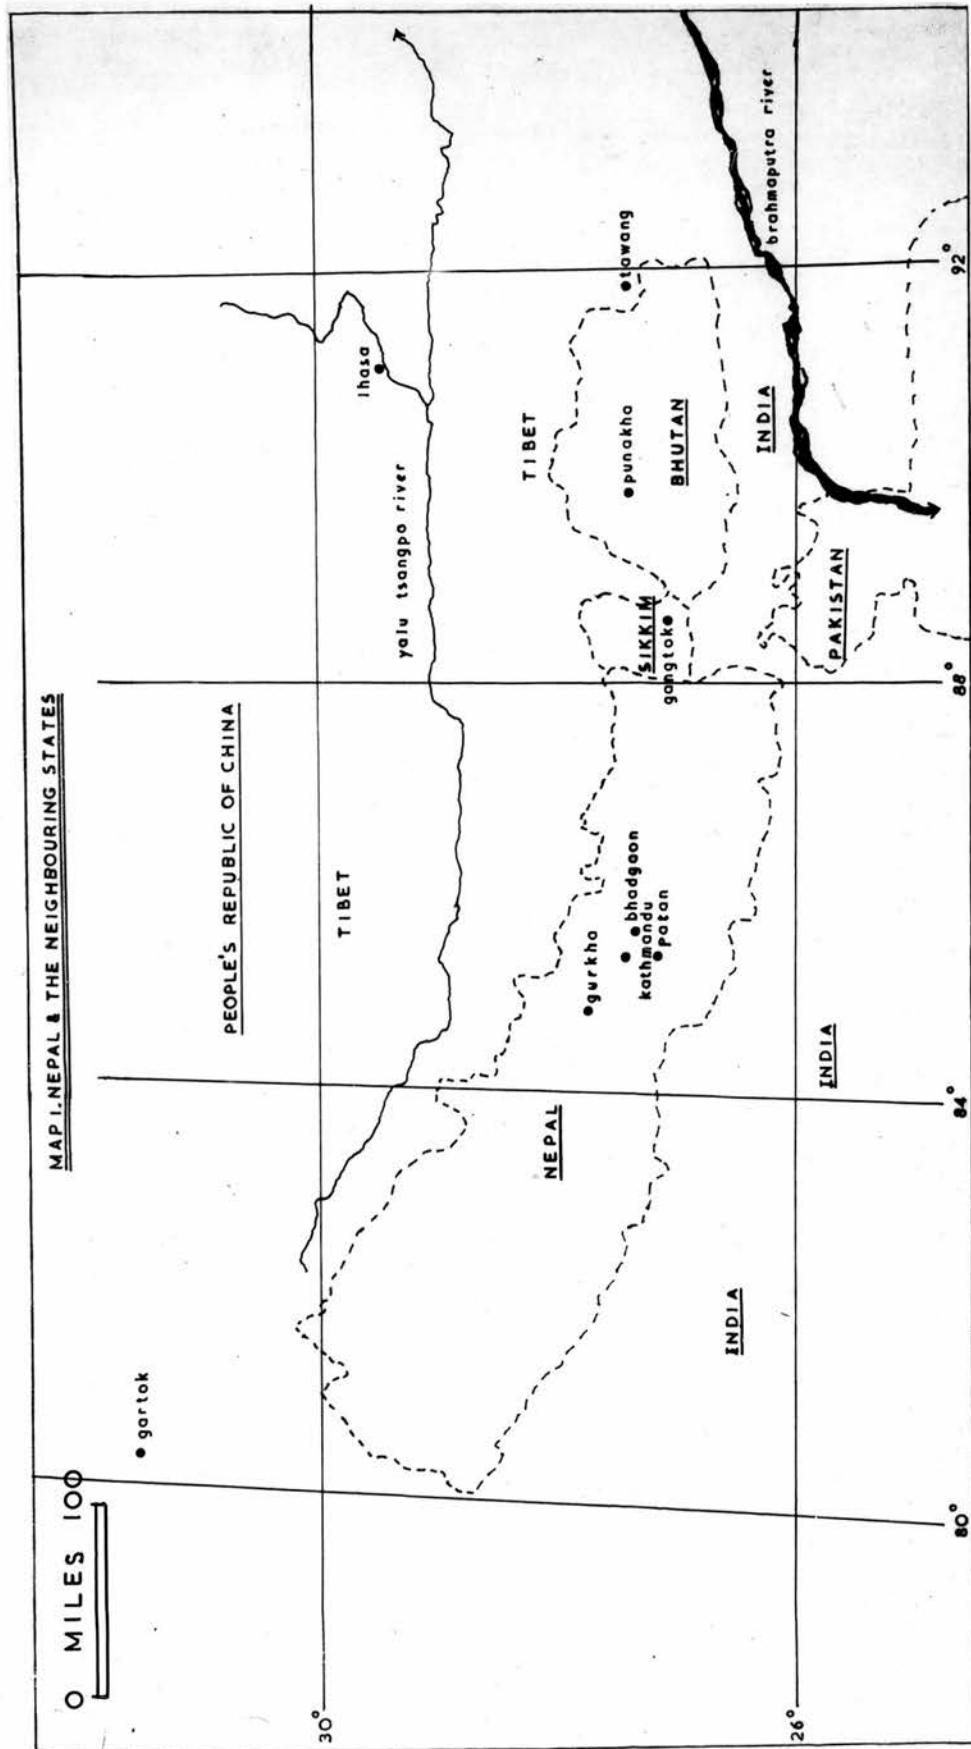 MAP I. NEPAL & THE NEIGHBOURING STATES
0 MILES 100
gartok
PEOPLE'S REPUBLIC OF CHINA
TIBET
yalu tsangpo river
lhasa
30°
TIBET
NEPAL
gurkha
bhadgaon
kathmandu
patan
SIKKIM
gangtok
punakha
BHUTAN
tawang
INDIA
INDIA
INDIA
PAKISTAN
brahmaputra river
26°
80°
84°
88°
92°